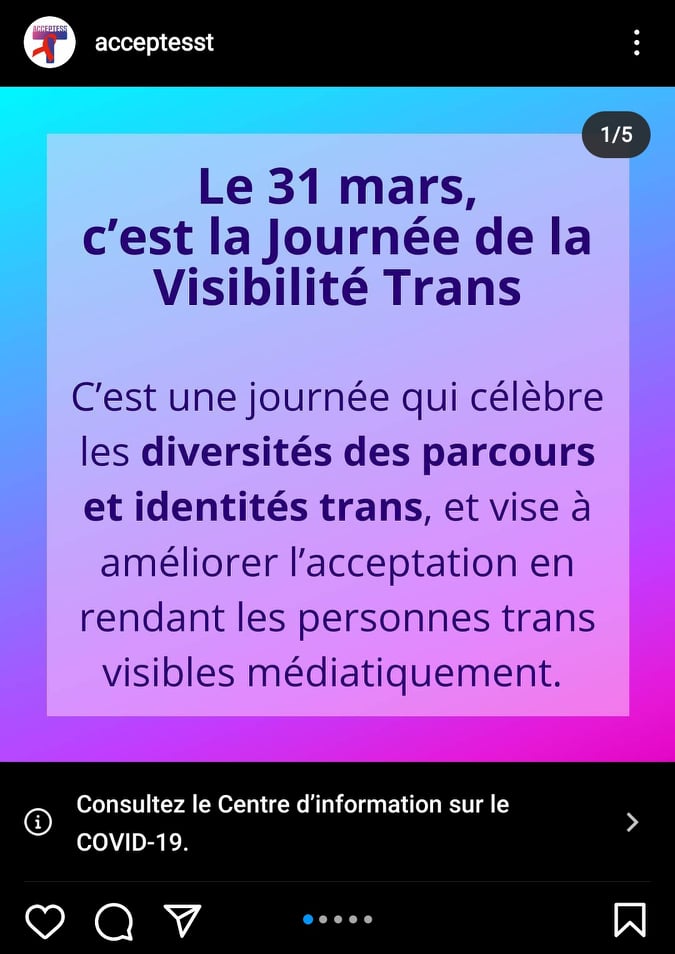 ACCEPTESS
acceptesst
1/5
Le 31 mars,
c’est la Journée de la
Visibilité Trans
C’est une journée qui célèbre
les diversités des parcours
et identités trans, et vise à
améliorer l’acceptation en
rendant les personnes trans
visibles médiatiquement.
Consultez le Centre d’information sur le
COVID-19.